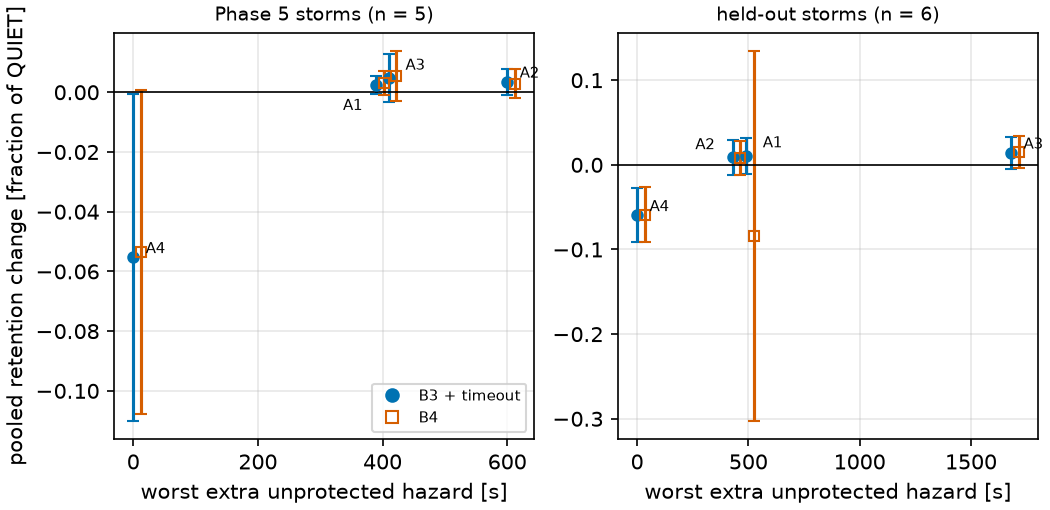 Phase 5 storms (n = 5)
held-out storms (n = 6)
pooled retention change [fraction of QUIET]
0.00
−0.02
−0.04
−0.06
−0.08
−0.10
A4
A1
A3
A2
B3 + timeout
B4
0
200
400
600
worst extra unprotected hazard [s]
0.1
0.0
−0.1
−0.2
−0.3
A4
A2
A1
A3
0
500
1000
1500
worst extra unprotected hazard [s]